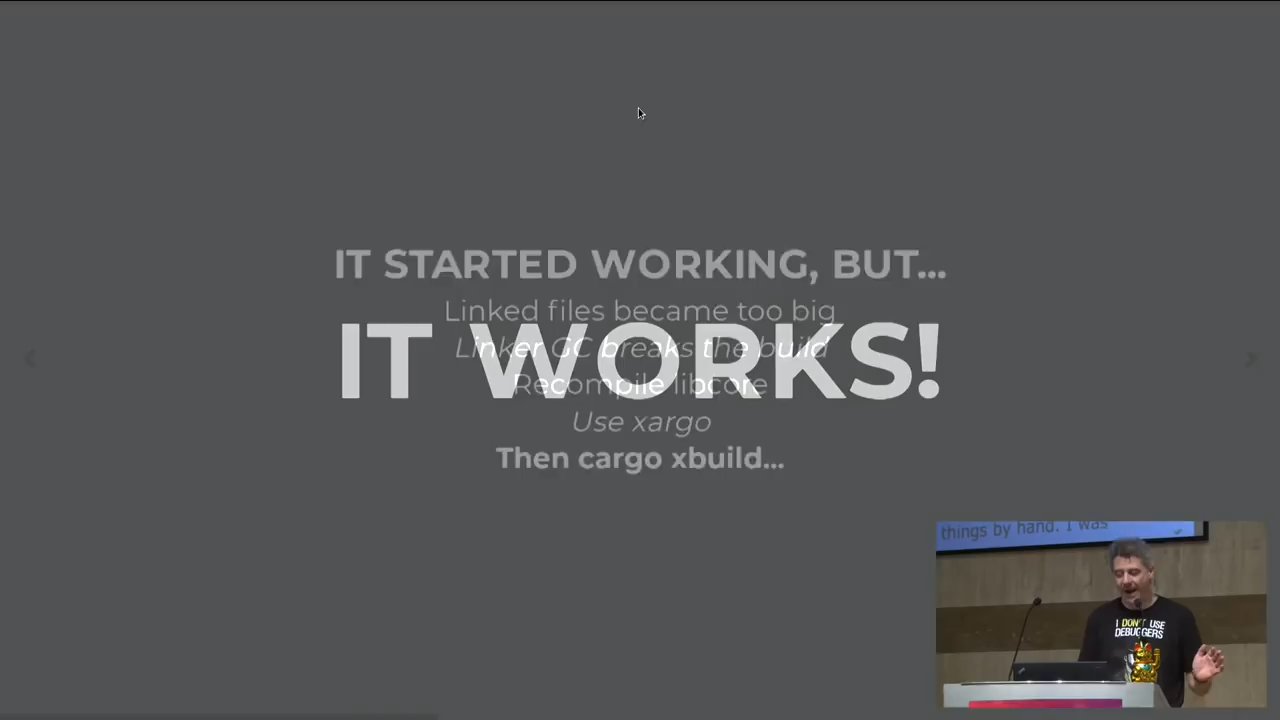 IT STARTED WORKING, BUT...
Linked files became too big
IT WORKS!
Linker GC breaks the build
Recompile libcore
Use xargo
Then cargo xbuild...
things by hand. I was
I DON'T USE
DEBUGGERS